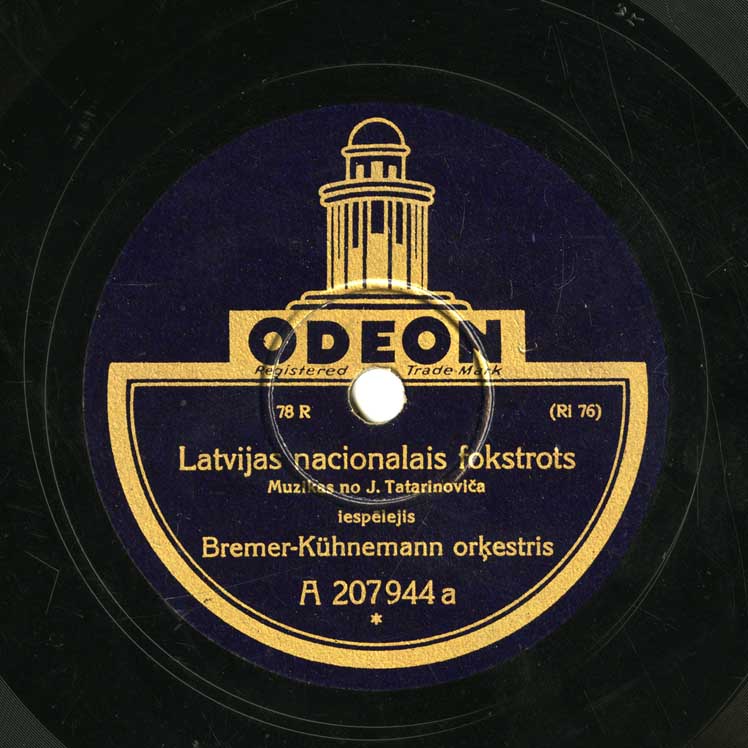 ODEON
Registered Trade-Mark
78 R (RI 76)
Latvijas nacionalais fokstrots
Muzikas no J. Tatarinoviča
iespēlejis
Bremer-Kühnemann orķestris
A 207944 a
*